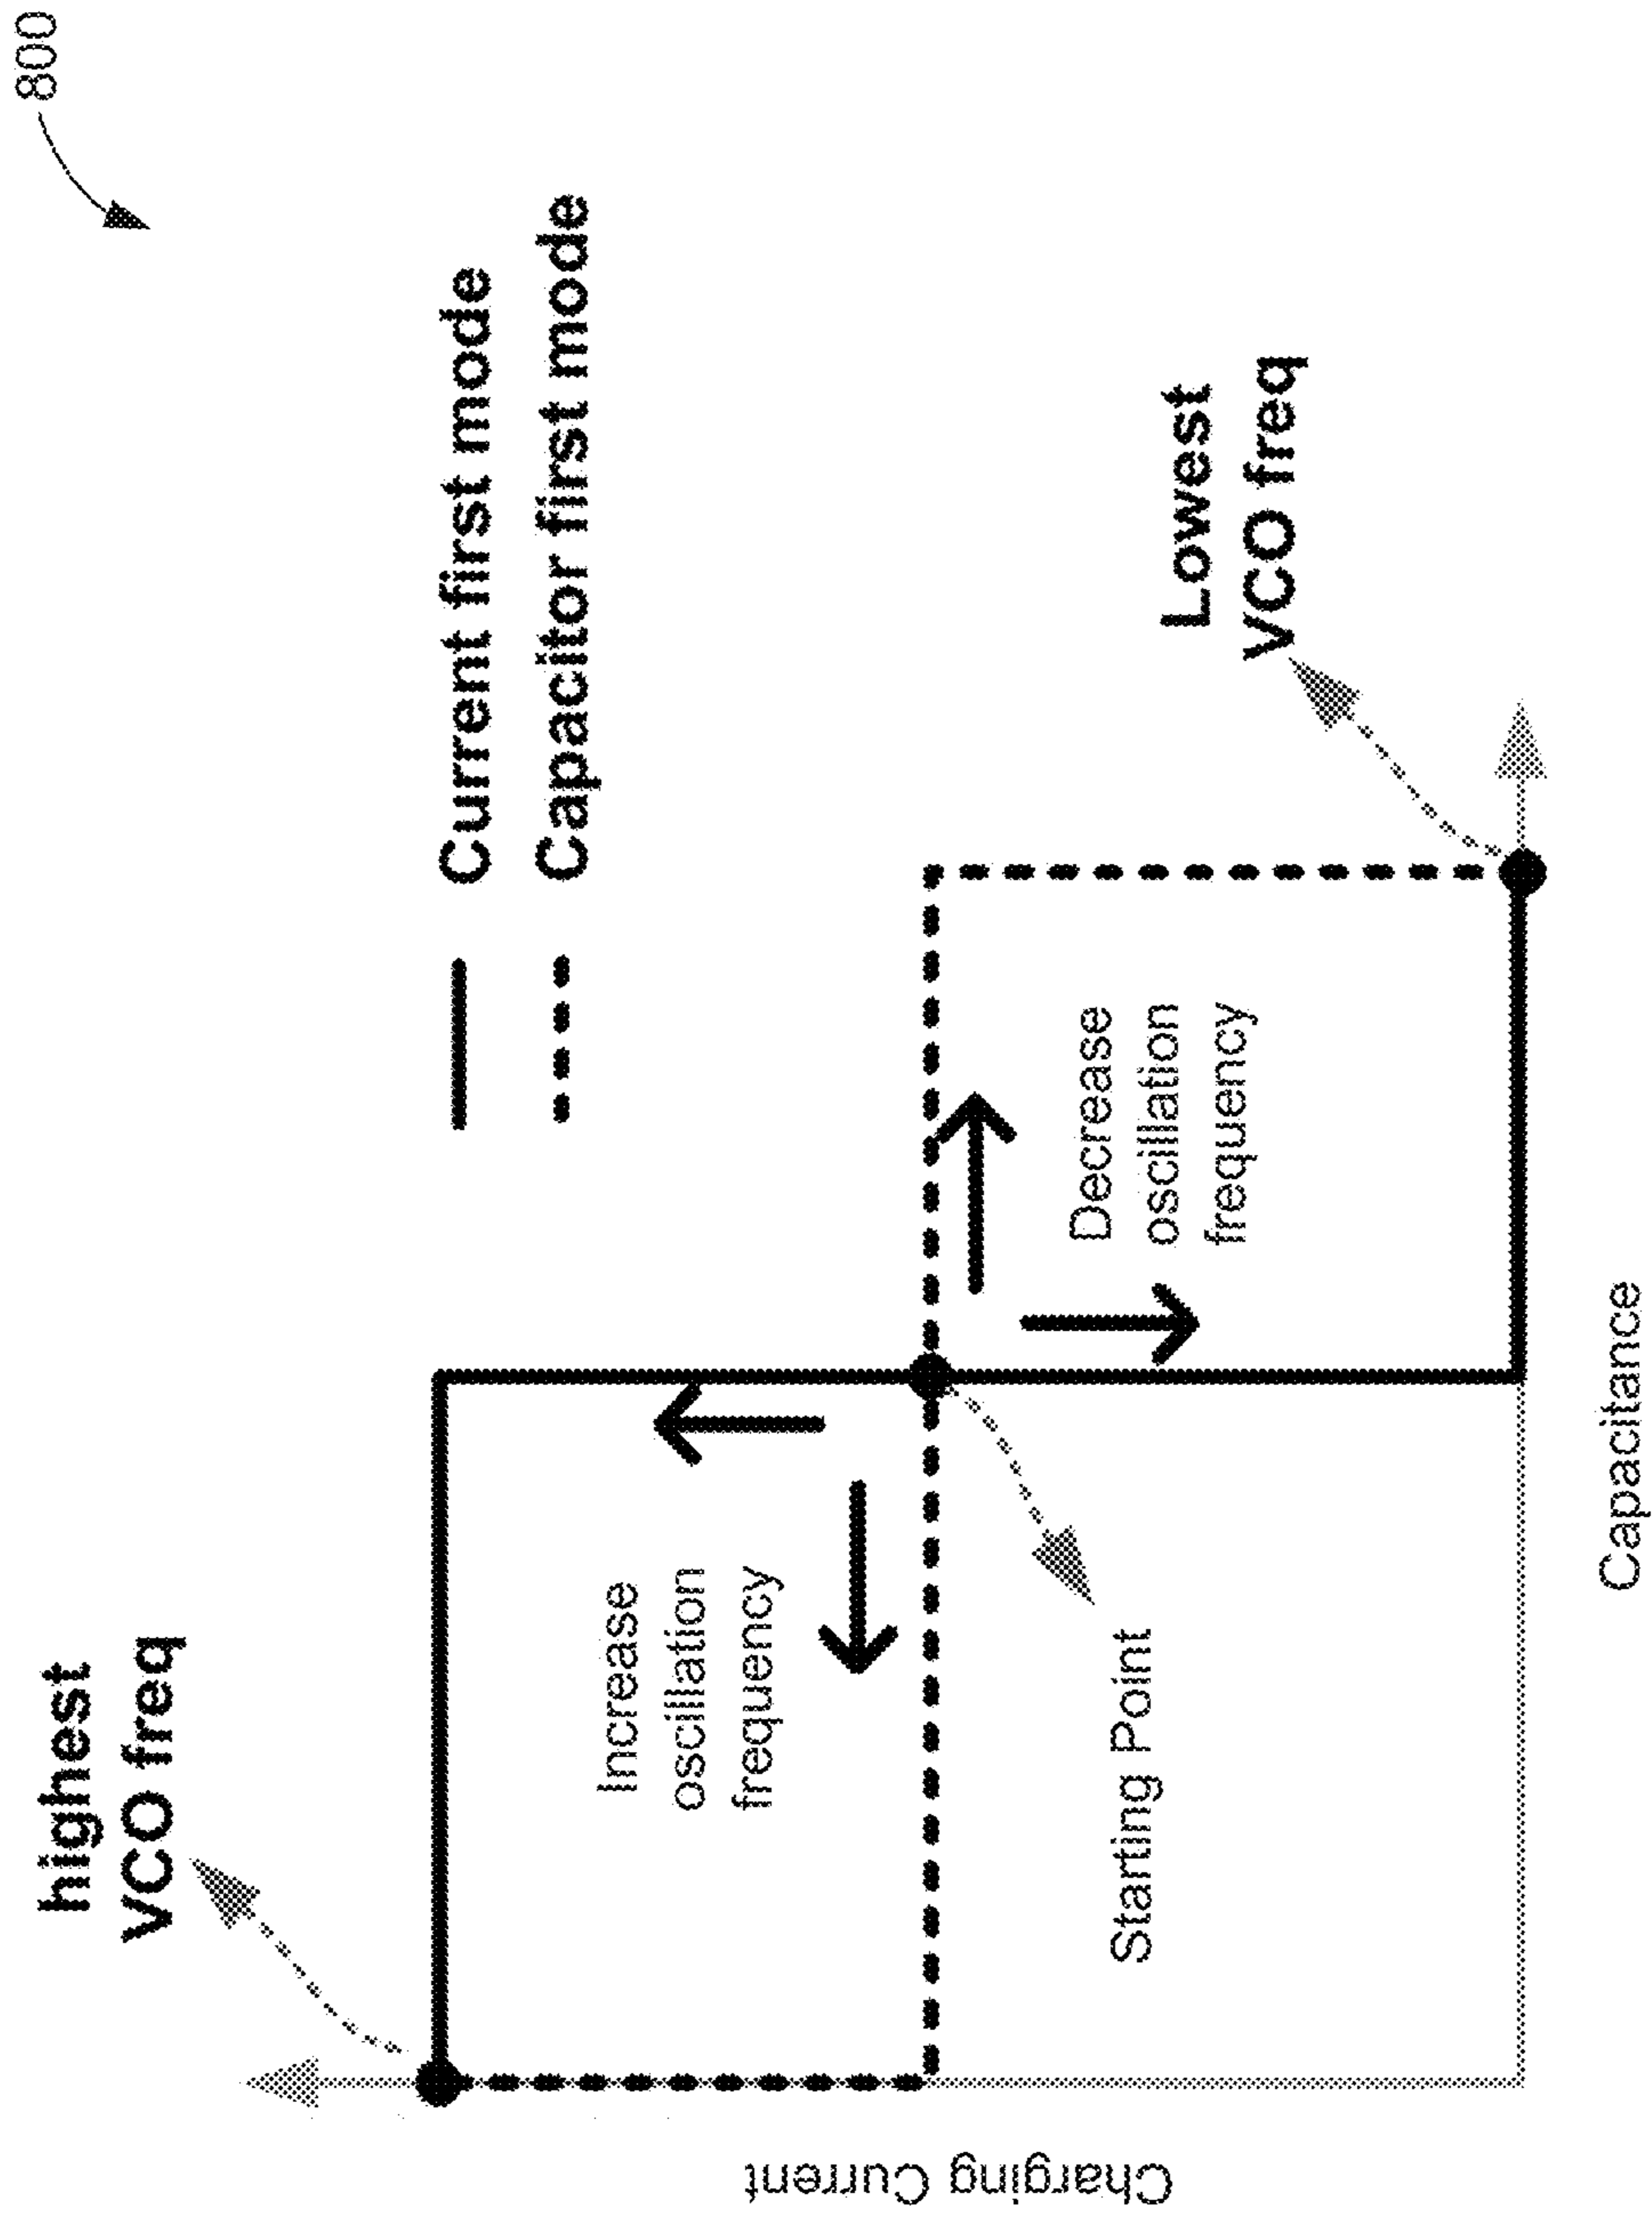 800
highest
VCO freq
Current first mode
Capacitor first mode
Increase
oscillation
frequency
Decrease
oscillation
frequency
Starting Point
Lowest
VCO freq
Charging Current
Capacitance